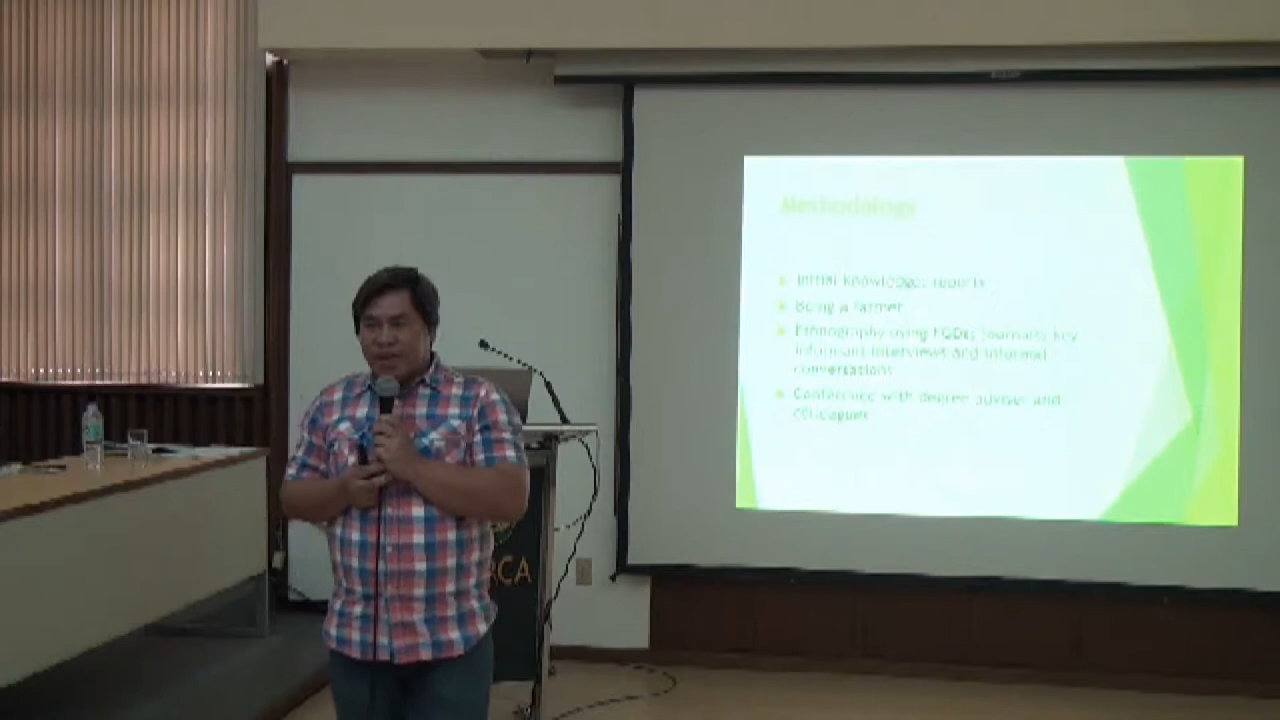 Methodology
Initial knowledge: reports
Being a farmer
Ethnography using FGDs; journals; key
informant interviews and informal
conversations
Conference with degree adviser and
colleagues
RCA